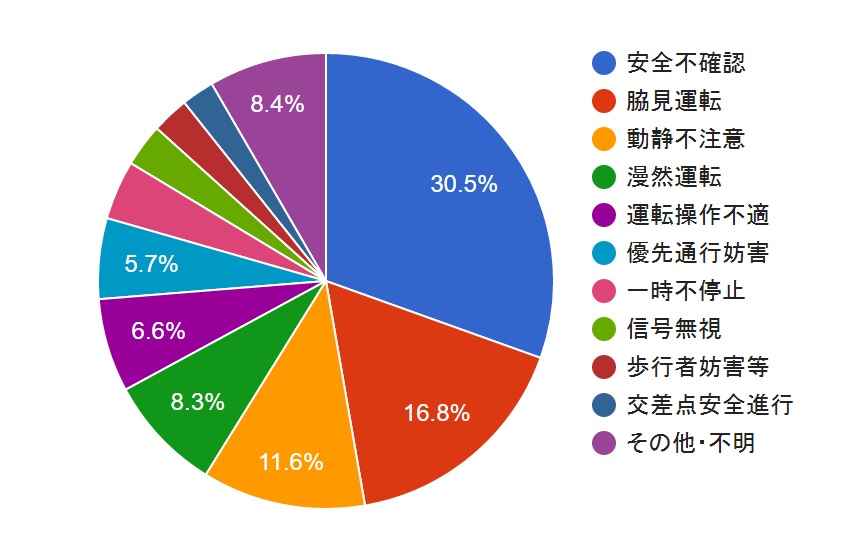 8.4%
30.5%
5.7%
6.6%
8.3%
16.8%
11.6%
安全不確認
脇見運転
動静不注意
漫然運転
運転操作不適
優先通行妨害
一時不停止
信号無視
歩行者妨害等
交差点安全進行
その他・不明